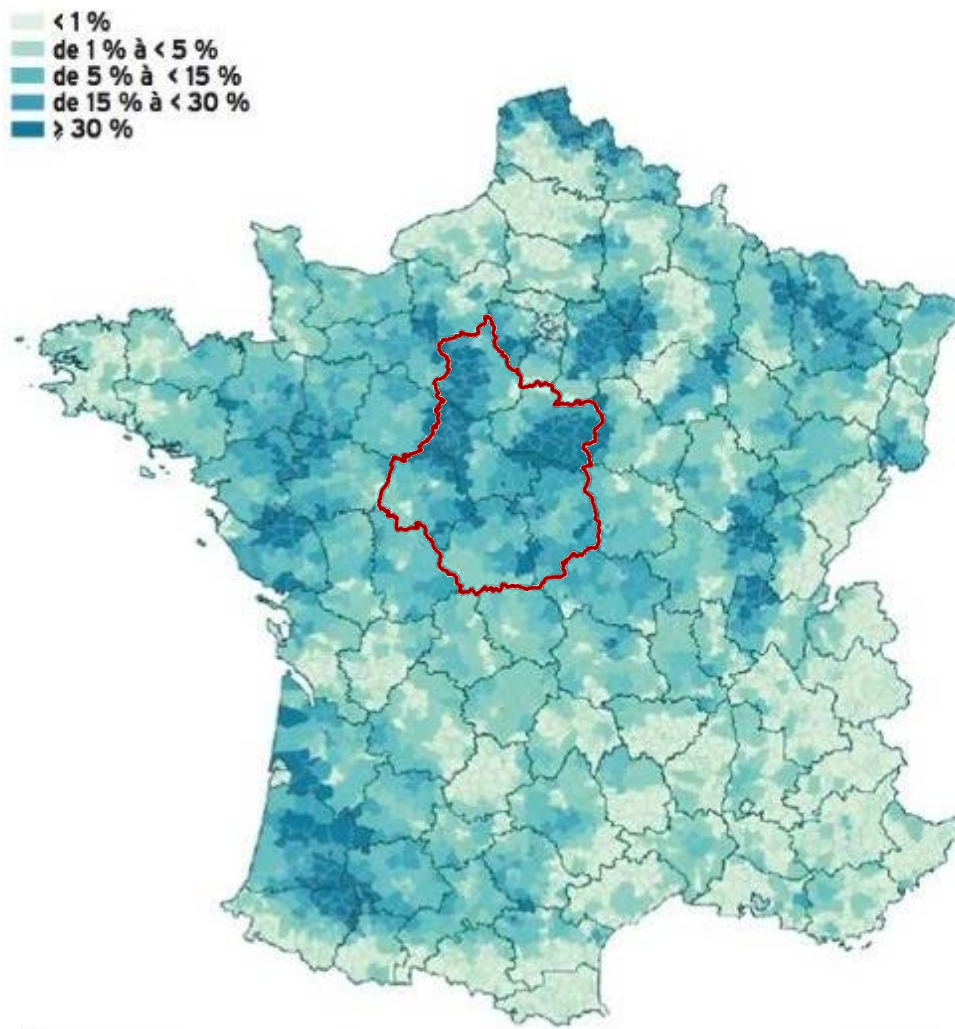 < 1 %
de 1 % à < 5 %
de 5 % à < 15 %
de 15 % à < 30 %
≥ 30 %